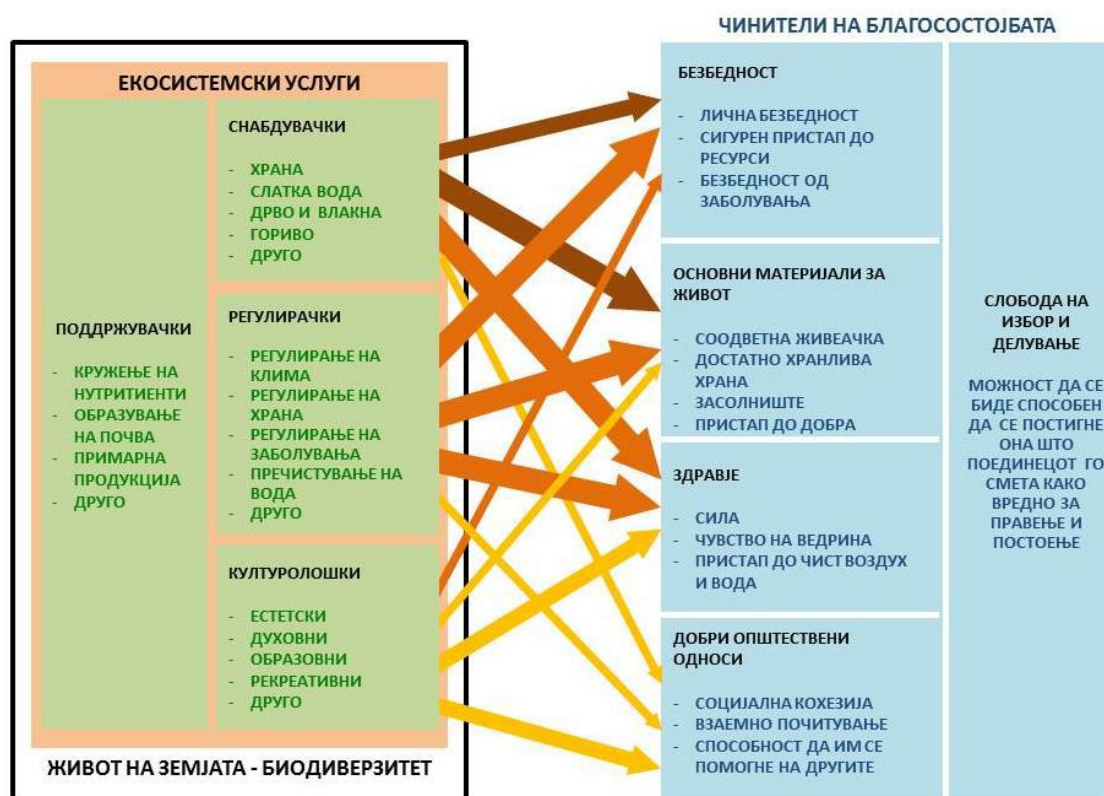 ЕКОСИСТЕМСКИ УСЛУГИ
ПОДДРЖУВАЧКИ
- КРУЖЕЊЕ НА
НУТРИТИЕНТИ
- ОБРАЗУВАЊЕ
НА ПОЧВА
- ПРИМАРНА
ПРОДУКЦИЈА
- ДРУГО
СНАБДУВАЧКИ
- ХРАНА
- СЛАТКА ВОДА
- ДРВО И ВЛАКНА
- ГОРИВО
- ДРУГО
РЕГУЛИРАЧКИ
- РЕГУЛИРАЊЕ НА
КЛИМА
- РЕГУЛИРАЊЕ НА
ХРАНА
- РЕГУЛИРАЊЕ НА
ЗАБОЛУВАЊА
- ПРЕЧИСТУВАЊЕ НА
ВОДА
- ДРУГО
КУЛТУРОЛОШКИ
- ЕСТЕТСКИ
- ДУХОВНИ
- ОБРАЗОВНИ
- РЕКРЕАТИВНИ
- ДРУГО
ЖИВОТ НА ЗЕМЈАТА - БИОДИВЕРЗИТЕТ
ЧИНИТЕЛИ НА БЛАГОСОСТОЈБАТА
БЕЗБЕДНОСТ
- ЛИЧНА БЕЗБЕДНОСТ
- СИГУРЕН ПРИСТАП ДО
РЕСУРСИ
- БЕЗБЕДНОСТ ОД
ЗАБОЛУВАЊА
ОСНОВНИ МАТЕРИЈАЛИ ЗА
ЖИВОТ
- СООДВЕТНА ЖИВЕАЧКА
- ДОСТАТНО ХРАНЛИВА
ХРАНА
- ЗАСОЛНИШТЕ
- ПРИСТАП ДО ДОБРА
ЗДРАВЈЕ
- СИЛА
- ЧУВСТВО НА ВЕДРИНА
- ПРИСТАП ДО ЧИСТ ВОЗДУХ
И ВОДА
ДОБРИ ОПШТЕСТВЕНИ
ОДНОСИ
- СОЦИЈАЛНА КОХЕЗИЈА
- ВЗАЕМНО ПОЧИТУВАЊЕ
- СПОСОБНОСТ ДА ИМ СЕ
ПОМОГНЕ НА ДРУГИТЕ
СЛОБОДА НА
ИЗБОР И
ДЕЛУВАЊЕ
МОЖНОСТ ДА СЕ
БИДЕ СПОСОБЕН
ДА СЕ ПОСТИГНЕ
ОНА ШТО
ПОЕДИНЕЦОТ ГО
СМЕТА КАКО
ВРЕДНО ЗА
ПРАВЕЊЕ И
ПОСТОЕЊЕ